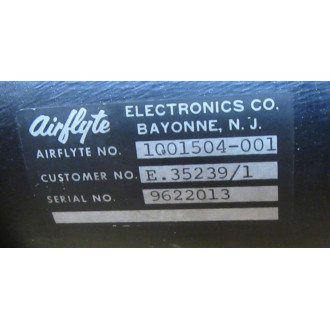 Airflyte ELECTRONICS CO.
BAYONNE, N. J.
AIRFLYTE NO. 1Q01504-001
CUSTOMER NO. E.35239/1
SERIAL NO. 9622013